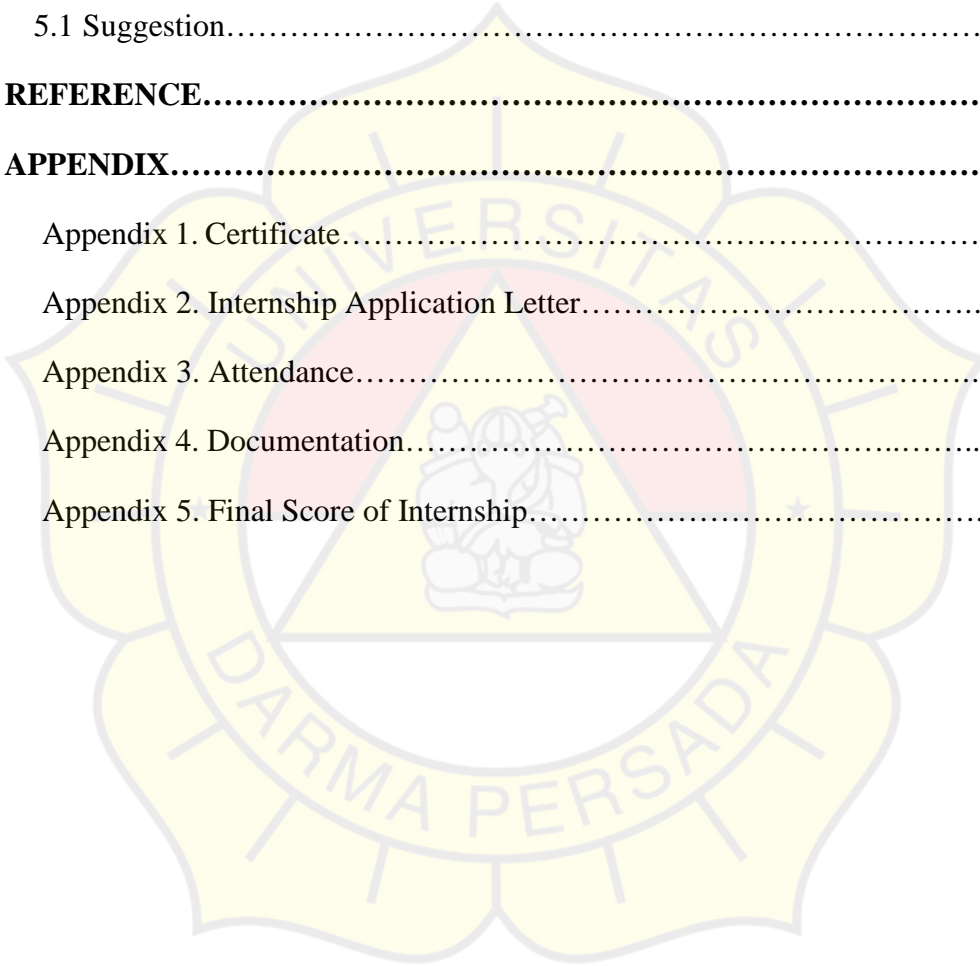 5.1 Suggestion……………………………………………………………….
REFERENCE………………………………………………………………
APPENDIX…………………………………………………………………
Appendix 1. Certificate……………………………………………………
Appendix 2. Internship Application Letter………………………………..
Appendix 3. Attendance…………………………………………………..
Appendix 4. Documentation…………………………………………..……..
Appendix 5. Final Score of Internship…………………………………….
UNIVERSITAS
DARMA PERSADA